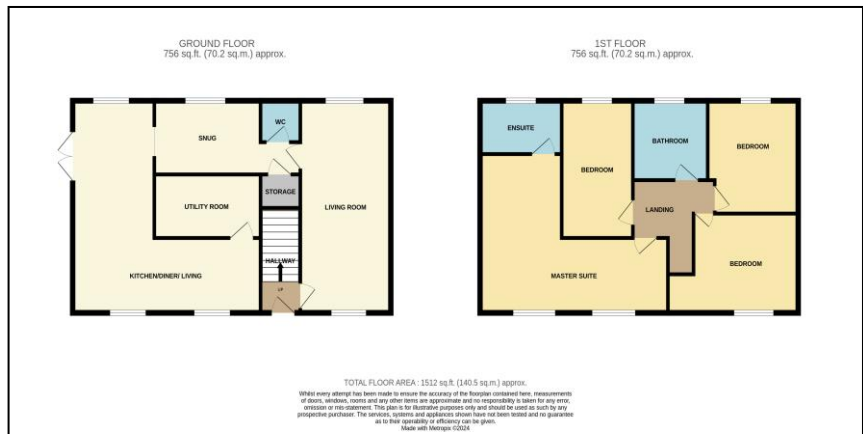 GROUND FLOOR
756 sq.ft. (70.2 sq.m.) approx.
WC
SNUG
STORAGE
UTILITY ROOM
LIVING ROOM
HALLWAY
KITCHEN/DINER/ LIVING
UP
1ST FLOOR
756 sq.ft. (70.2 sq.m.) approx.
ENSUITE
BATHROOM
BEDROOM
BEDROOM
LANDING
BEDROOM
MASTER SUITE
TOTAL FLOOR AREA : 1512 sq.ft. (140.5 sq.m.) approx.
Whilst every attempt has been made to ensure the accuracy of the floorplan contained here, measurements
of doors, windows, rooms and any other items are approximate and no responsibility is taken for any error,
omission or mis-statement. This plan is for illustrative purposes only and should be used as such by any
prospective purchaser. The services, systems and appliances shown have not been tested and no guarantee
as to their operability or efficiency can be given.
Made with Metropix ©2024